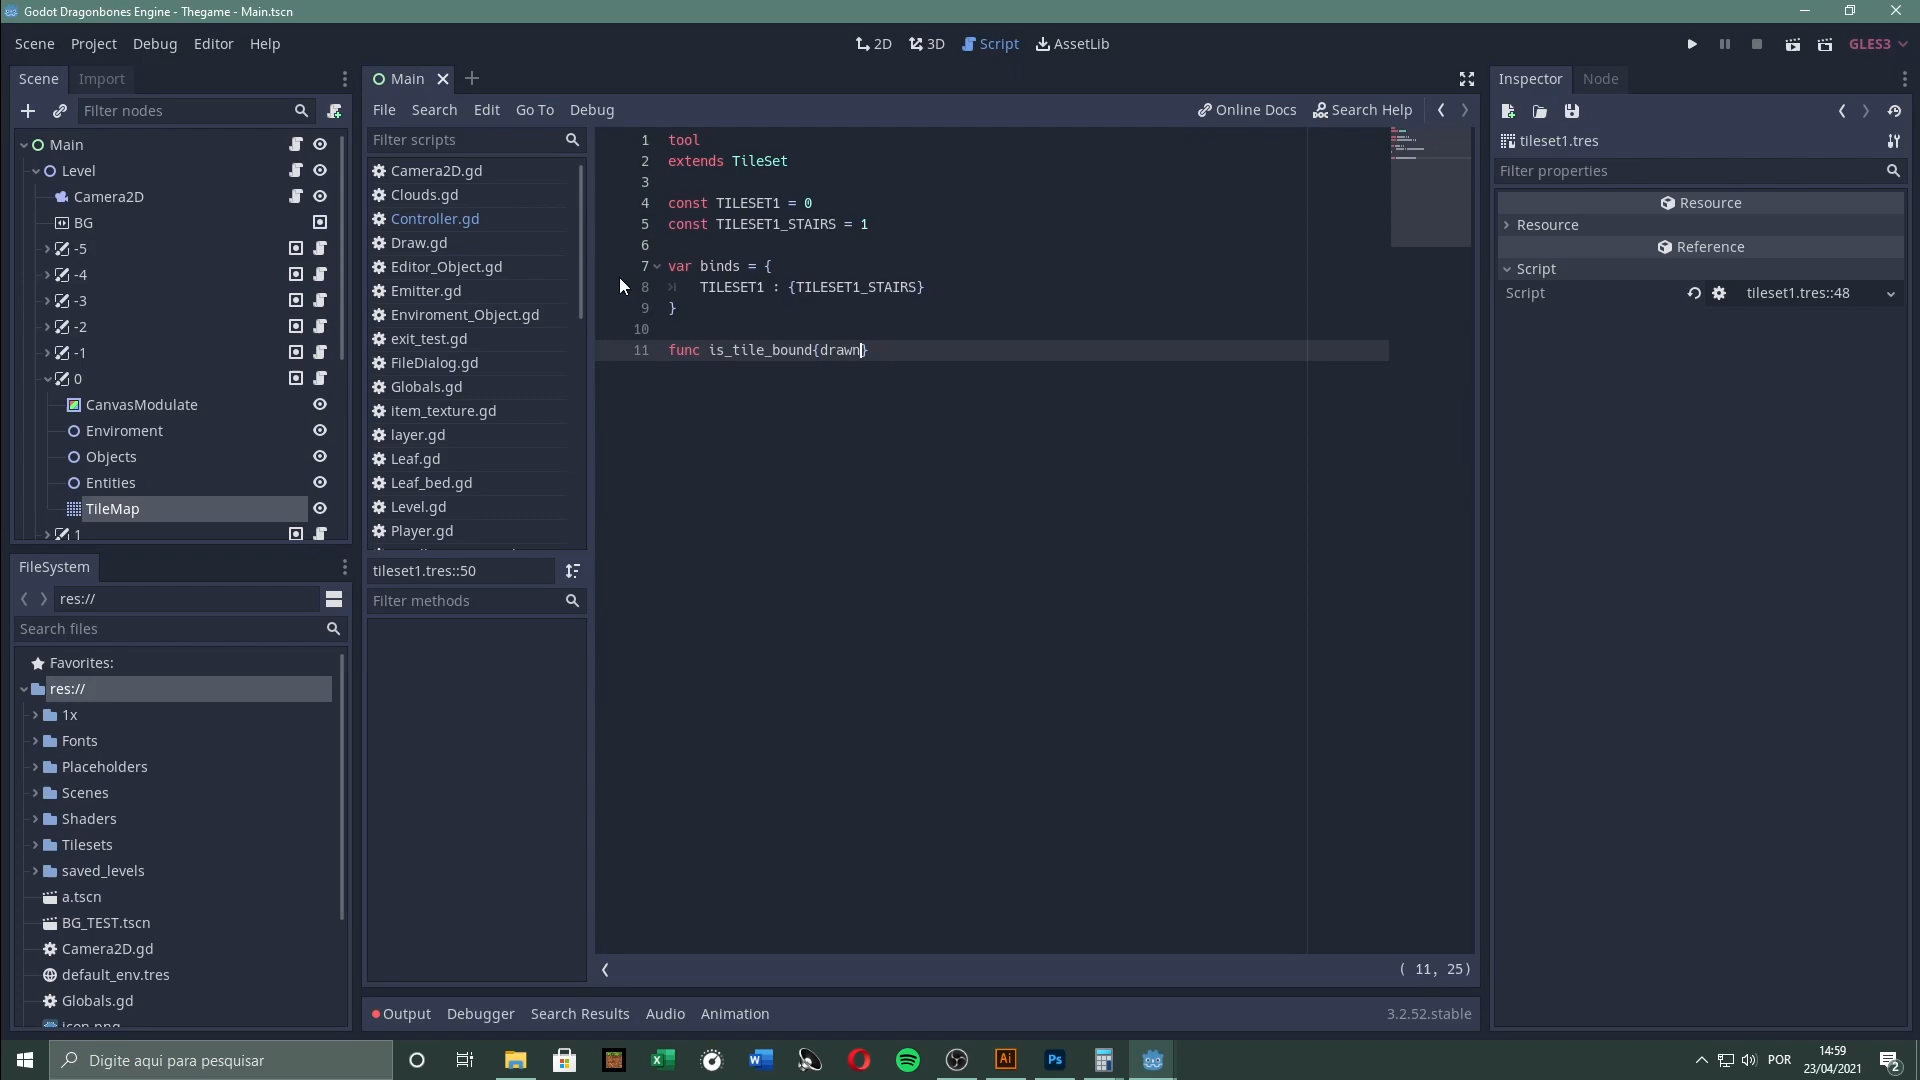 Godot Dragonbones Engine - Thegame - Main.tscn
Scene Project Debug Editor Help
2D 3D Script AssetLib
GLES3
Scene Import
Filter nodes
Main
Level
Camera2D
BG
-5
-4
-3
-2
-1
0
CanvasModulate
Enviroment
Objects
Entities
TileMap
1
FileSystem
res://
Search files
Favorites:
res://
1x
Fonts
Placeholders
Scenes
Shaders
Tilesets
saved_levels
a.tscn
BG_TEST.tscn
Camera2D.gd
default_env.tres
Globals.gd
icon.png
Main
File Search Edit Go To Debug
Online Docs Search Help
Filter scripts
Camera2D.gd
Clouds.gd
Controller.gd
Draw.gd
Editor_Object.gd
Emitter.gd
Enviroment_Object.gd
exit_test.gd
FileDialog.gd
Globals.gd
item_texture.gd
layer.gd
Leaf.gd
Leaf_bed.gd
Level.gd
Player.gd
tileset1.tres::50
Filter methods
1 tool
2 extends TileSet
3
4 const TILESET1 = 0
5 const TILESET1_STAIRS = 1
6
7 var binds = {
8 TILESET1 : {TILESET1_STAIRS}
9 }
10
11 func is_tile_bound{drawn}
( 11, 25)
Output Debugger Search Results Audio Animation
3.2.52.stable
Inspector Node
tileset1.tres
Filter properties
Resource
Resource
Reference
Script
Script tileset1.tres::48
Digite aqui para pesquisar
Ai
Ps
POR
14:59
23/04/2021
2